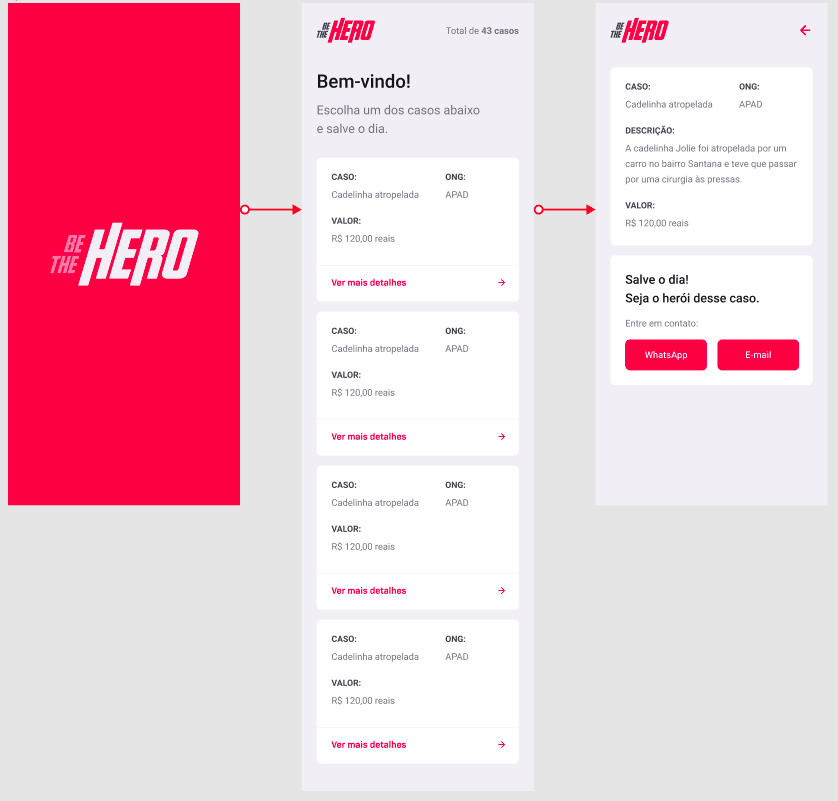 BE
THE HERO
BE
THE HERO
Total de 43 casos
Bem-vindo!
Escolha um dos casos abaixo
e salve o dia.
CASO: ONG:
Cadelinha atropelada APAD
VALOR:
R$ 120,00 reais
Ver mais detalhes
CASO: ONG:
Cadelinha atropelada APAD
VALOR:
R$ 120,00 reais
Ver mais detalhes
CASO: ONG:
Cadelinha atropelada APAD
VALOR:
R$ 120,00 reais
Ver mais detalhes
CASO: ONG:
Cadelinha atropelada APAD
VALOR:
R$ 120,00 reais
Ver mais detalhes
BE
THE HERO
CASO: ONG:
Cadelinha atropelada APAD
DESCRIÇÃO:
A cadelinha Jolie foi atropelada por um
carro no bairro Santana e teve que passar
por uma cirurgia às pressas.
VALOR:
R$ 120,00 reais
Salve o dia!
Seja o herói desse caso.
Entre em contato:
WhatsApp E-mail